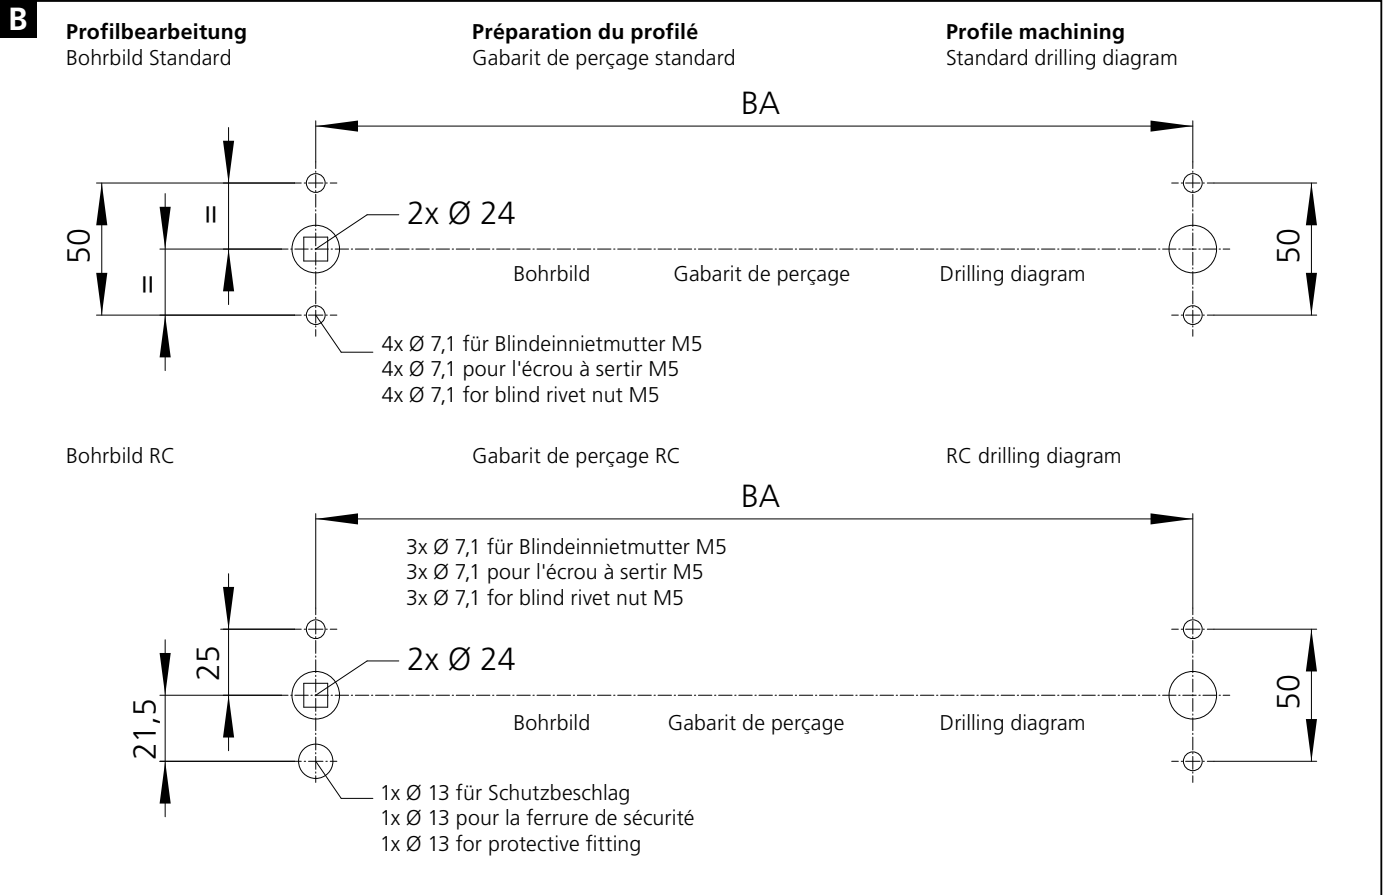 B
Profilbearbeitung
Bohrbild Standard
Préparation du profilé
Gabarit de perçage standard
Profile machining
Standard drilling diagram
BA
50
=
=
2x Ø 24
50
Bohrbild
Gabarit de perçage
Drilling diagram
4x Ø 7,1 für Blindeinnietmutter M5
4x Ø 7,1 pour l'écrou à sertir M5
4x Ø 7,1 for blind rivet nut M5
Bohrbild RC
Gabarit de perçage RC
RC drilling diagram
BA
3x Ø 7,1 für Blindeinnietmutter M5
3x Ø 7,1 pour l'écrou à sertir M5
3x Ø 7,1 for blind rivet nut M5
25
2x Ø 24
50
21,5
Bohrbild
Gabarit de perçage
Drilling diagram
1x Ø 13 für Schutzbeschlag
1x Ø 13 pour la ferrure de sécurité
1x Ø 13 for protective fitting